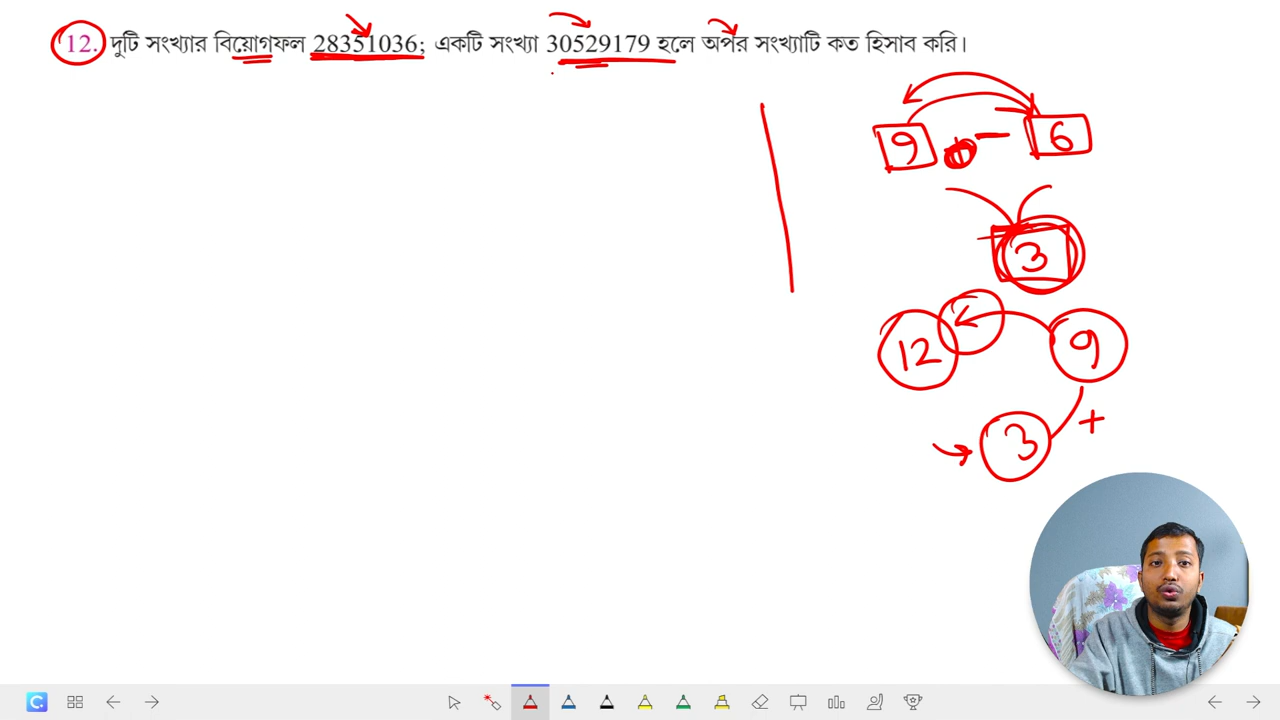 12. দুটি সংখ্যার বিয়োগফল 28351036; একটি সংখ্যা 30529179 হলে অপর সংখ্যাটি কত হিসাব করি।
9 - 6
3
12 9
3 +